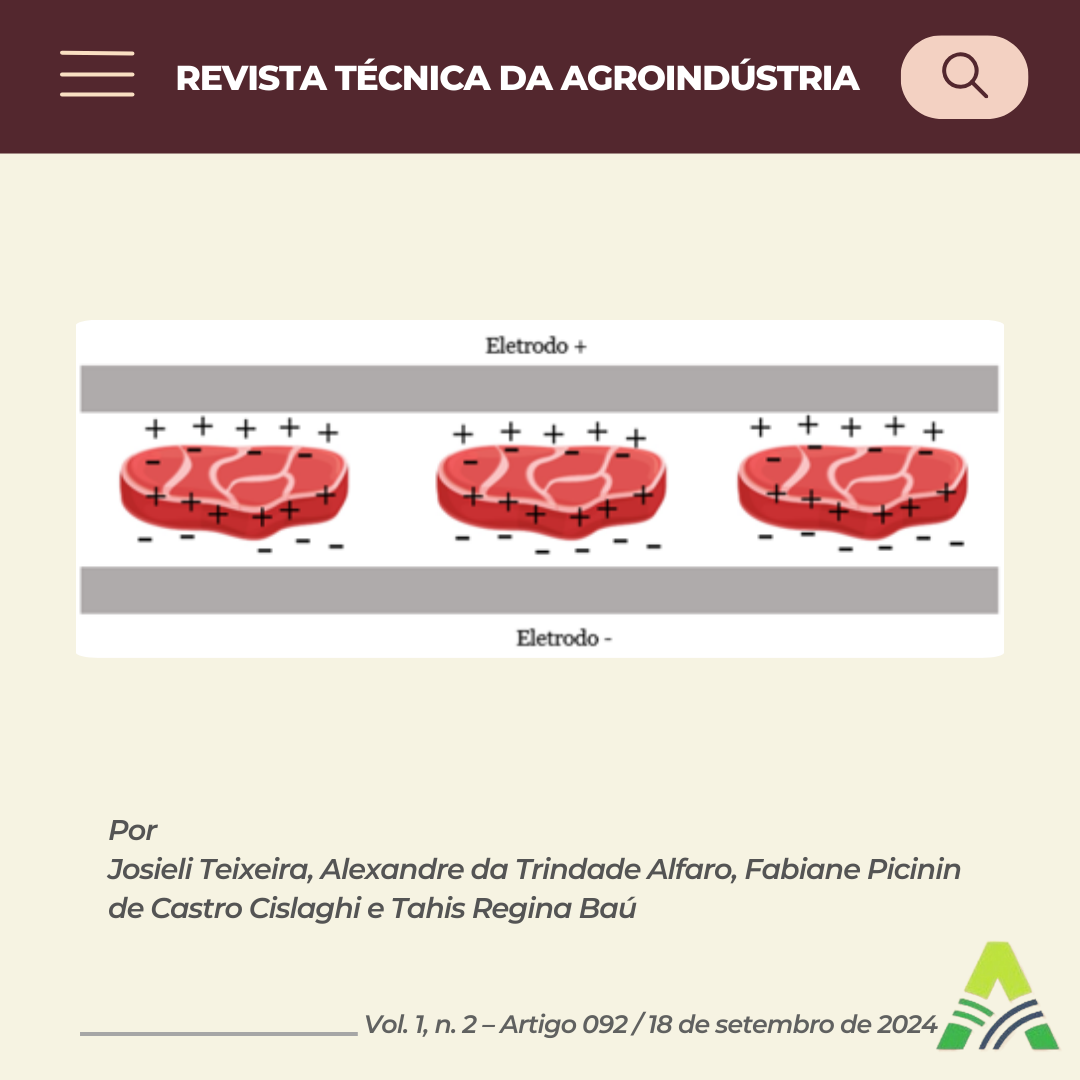 REVISTA TÉCNICA DA AGROINDÚSTRIA
Eletrodo +
+ + + + + + + + + + + + + + +
- - - - - - - - - - - -
+ + + + + + + + + + + + + + + + + +
- - - - - - - - - - - - - - - - -
Eletrodo -
Por
Josieli Teixeira, Alexandre da Trindade Alfaro, Fabiane Picinin
de Castro Cislaghi e Tahis Regina Baú
Vol. 1, n. 2 – Artigo 092 / 18 de setembro de 2024